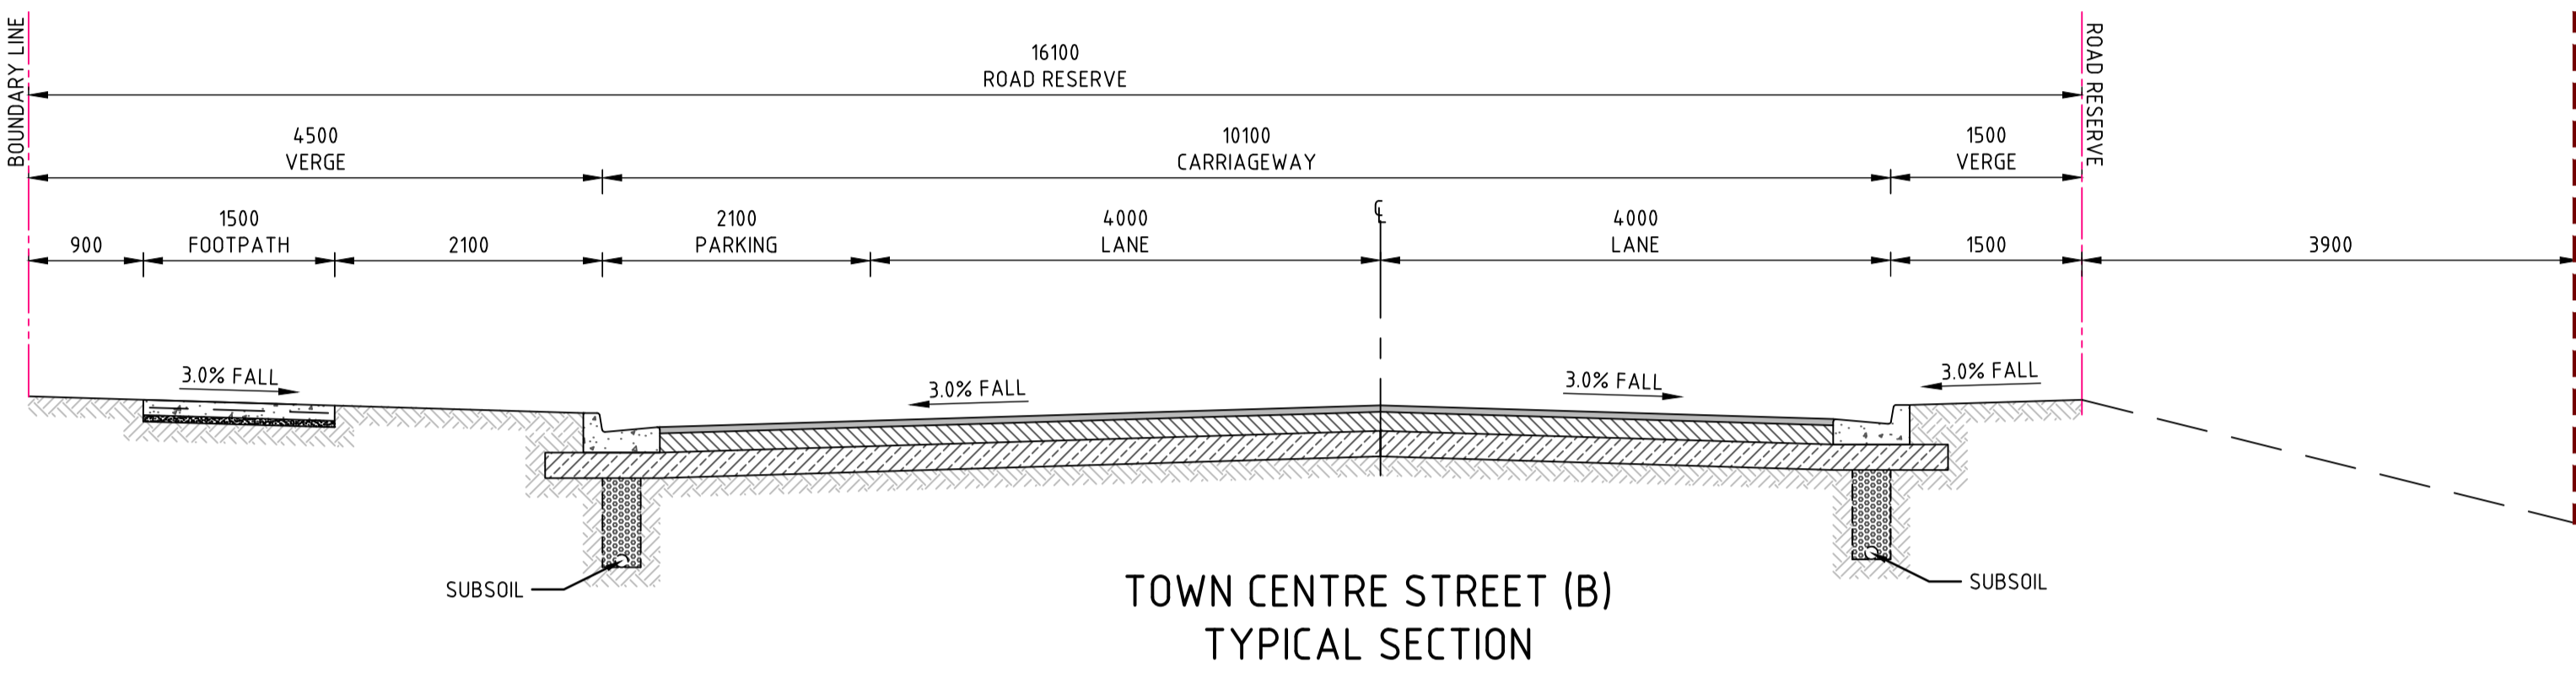 BOUNDARY LINE
16100
ROAD RESERVE
ROAD RESERVE
4500
VERGE
10100
CARRIAGEWAY
1500
VERGE
900
1500
FOOTPATH
2100
2100
PARKING
4000
LANE
℄
4000
LANE
1500
3900
3.0% FALL
3.0% FALL
3.0% FALL
3.0% FALL
SUBSOIL
SUBSOIL
TOWN CENTRE STREET (B)
TYPICAL SECTION